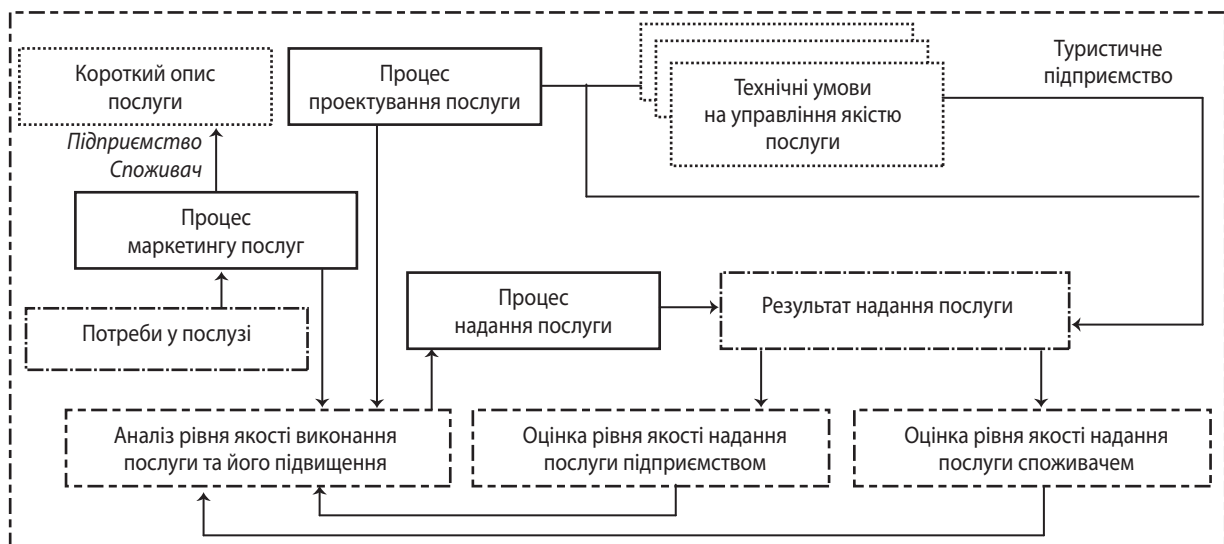 Короткий опис
послуги
Процес
проектування послуги
Технічні умови
на управління якістю
послуги
Туристичне
підприємство
Підприємство
Споживач
Процес
маркетингу послуг
Потреби у послузі
Процес
надання послуги
Результат надання послуги
Аналіз рівня якості виконання
послуги та його підвищення
Оцінка рівня якості надання
послуги підприємством
Оцінка рівня якості надання
послуги споживачем